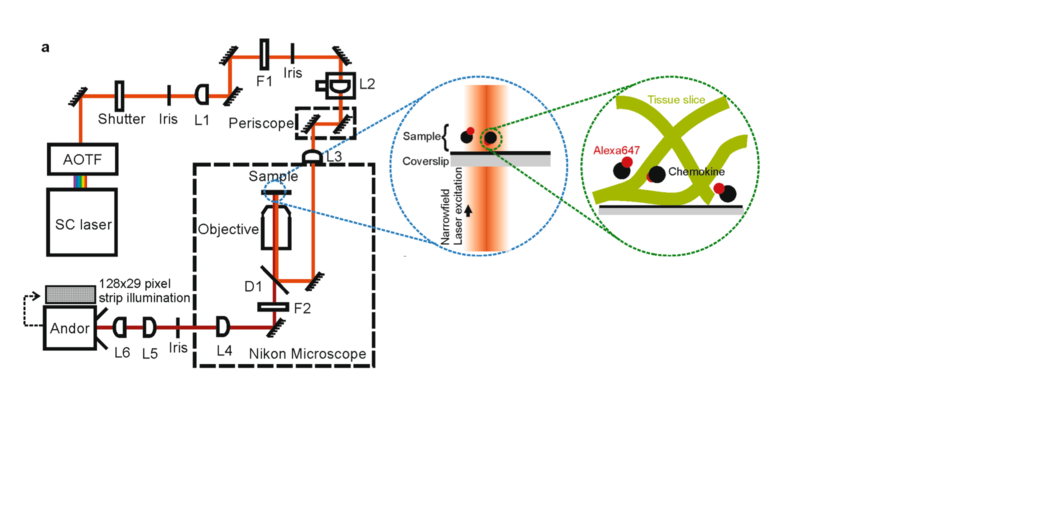 a
F1
Iris
L2
Shutter
Iris
L1
Periscope
L3
AOTF
SC laser
Sample
Objective
D1
F2
128x29 pixel
strip illumination
Andor
L6
L5
Iris
L4
Nikon Microscope
Sample
Coverslip
Narrowfield
Laser excitation
Tissue slice
Alexa647
Chemokine